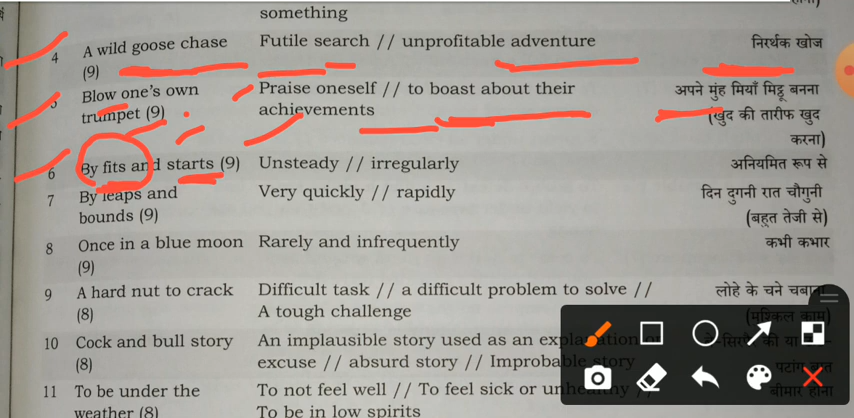 something
4 A wild goose chase Futile search // unprofitable adventure निरर्थक खोज
(9)
5 Blow one's own Praise oneself // to boast about their अपने मुंह मियाँ मिट्ठू बनना
trumpet (9) achievements (खुद की तारीफ खुद
करना)
6 By fits and starts (9) Unsteady // irregularly अनियमित रूप से
7 By leaps and Very quickly // rapidly दिन दुगनी रात चौगुनी
bounds (9) (बहुत तेजी से)
8 Once in a blue moon Rarely and infrequently कभी कभार
(9)
9 A hard nut to crack Difficult task // a difficult problem to solve // लोहे के चने चबाना
(8) A tough challenge (मुश्किल काम)
10 Cock and bull story An implausible story used as an explanation or
(8) excuse // absurd story // Improbable story
11 To be under the To not feel well // To feel sick or unhealthy // बीमार होना
weather (8) To be in low spirits